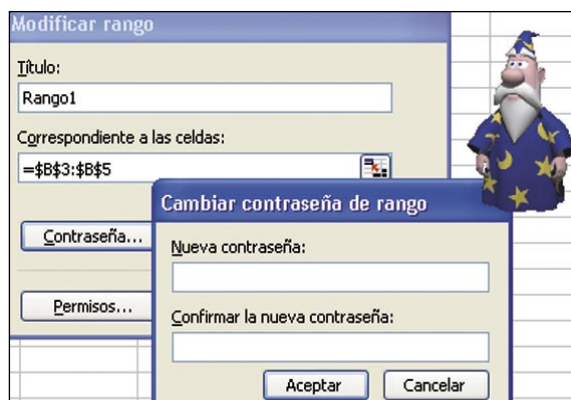 Modificar rango
Título:
Rango1
Correspondiente a las celdas:
=$B$3:$B$5
Contraseña...
Permisos...
Cambiar contraseña de rango
Nueva contraseña:
Confirmar la nueva contraseña:
Aceptar
Cancelar